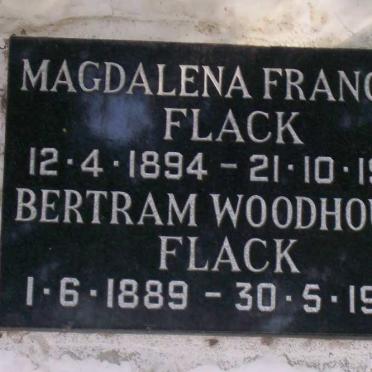 MAGDALENA FRANC
FLACK
12·4·1894 – 21·10·19
BERTRAM WOODHOU
FLACK
1·6·1889 – 30·5·19